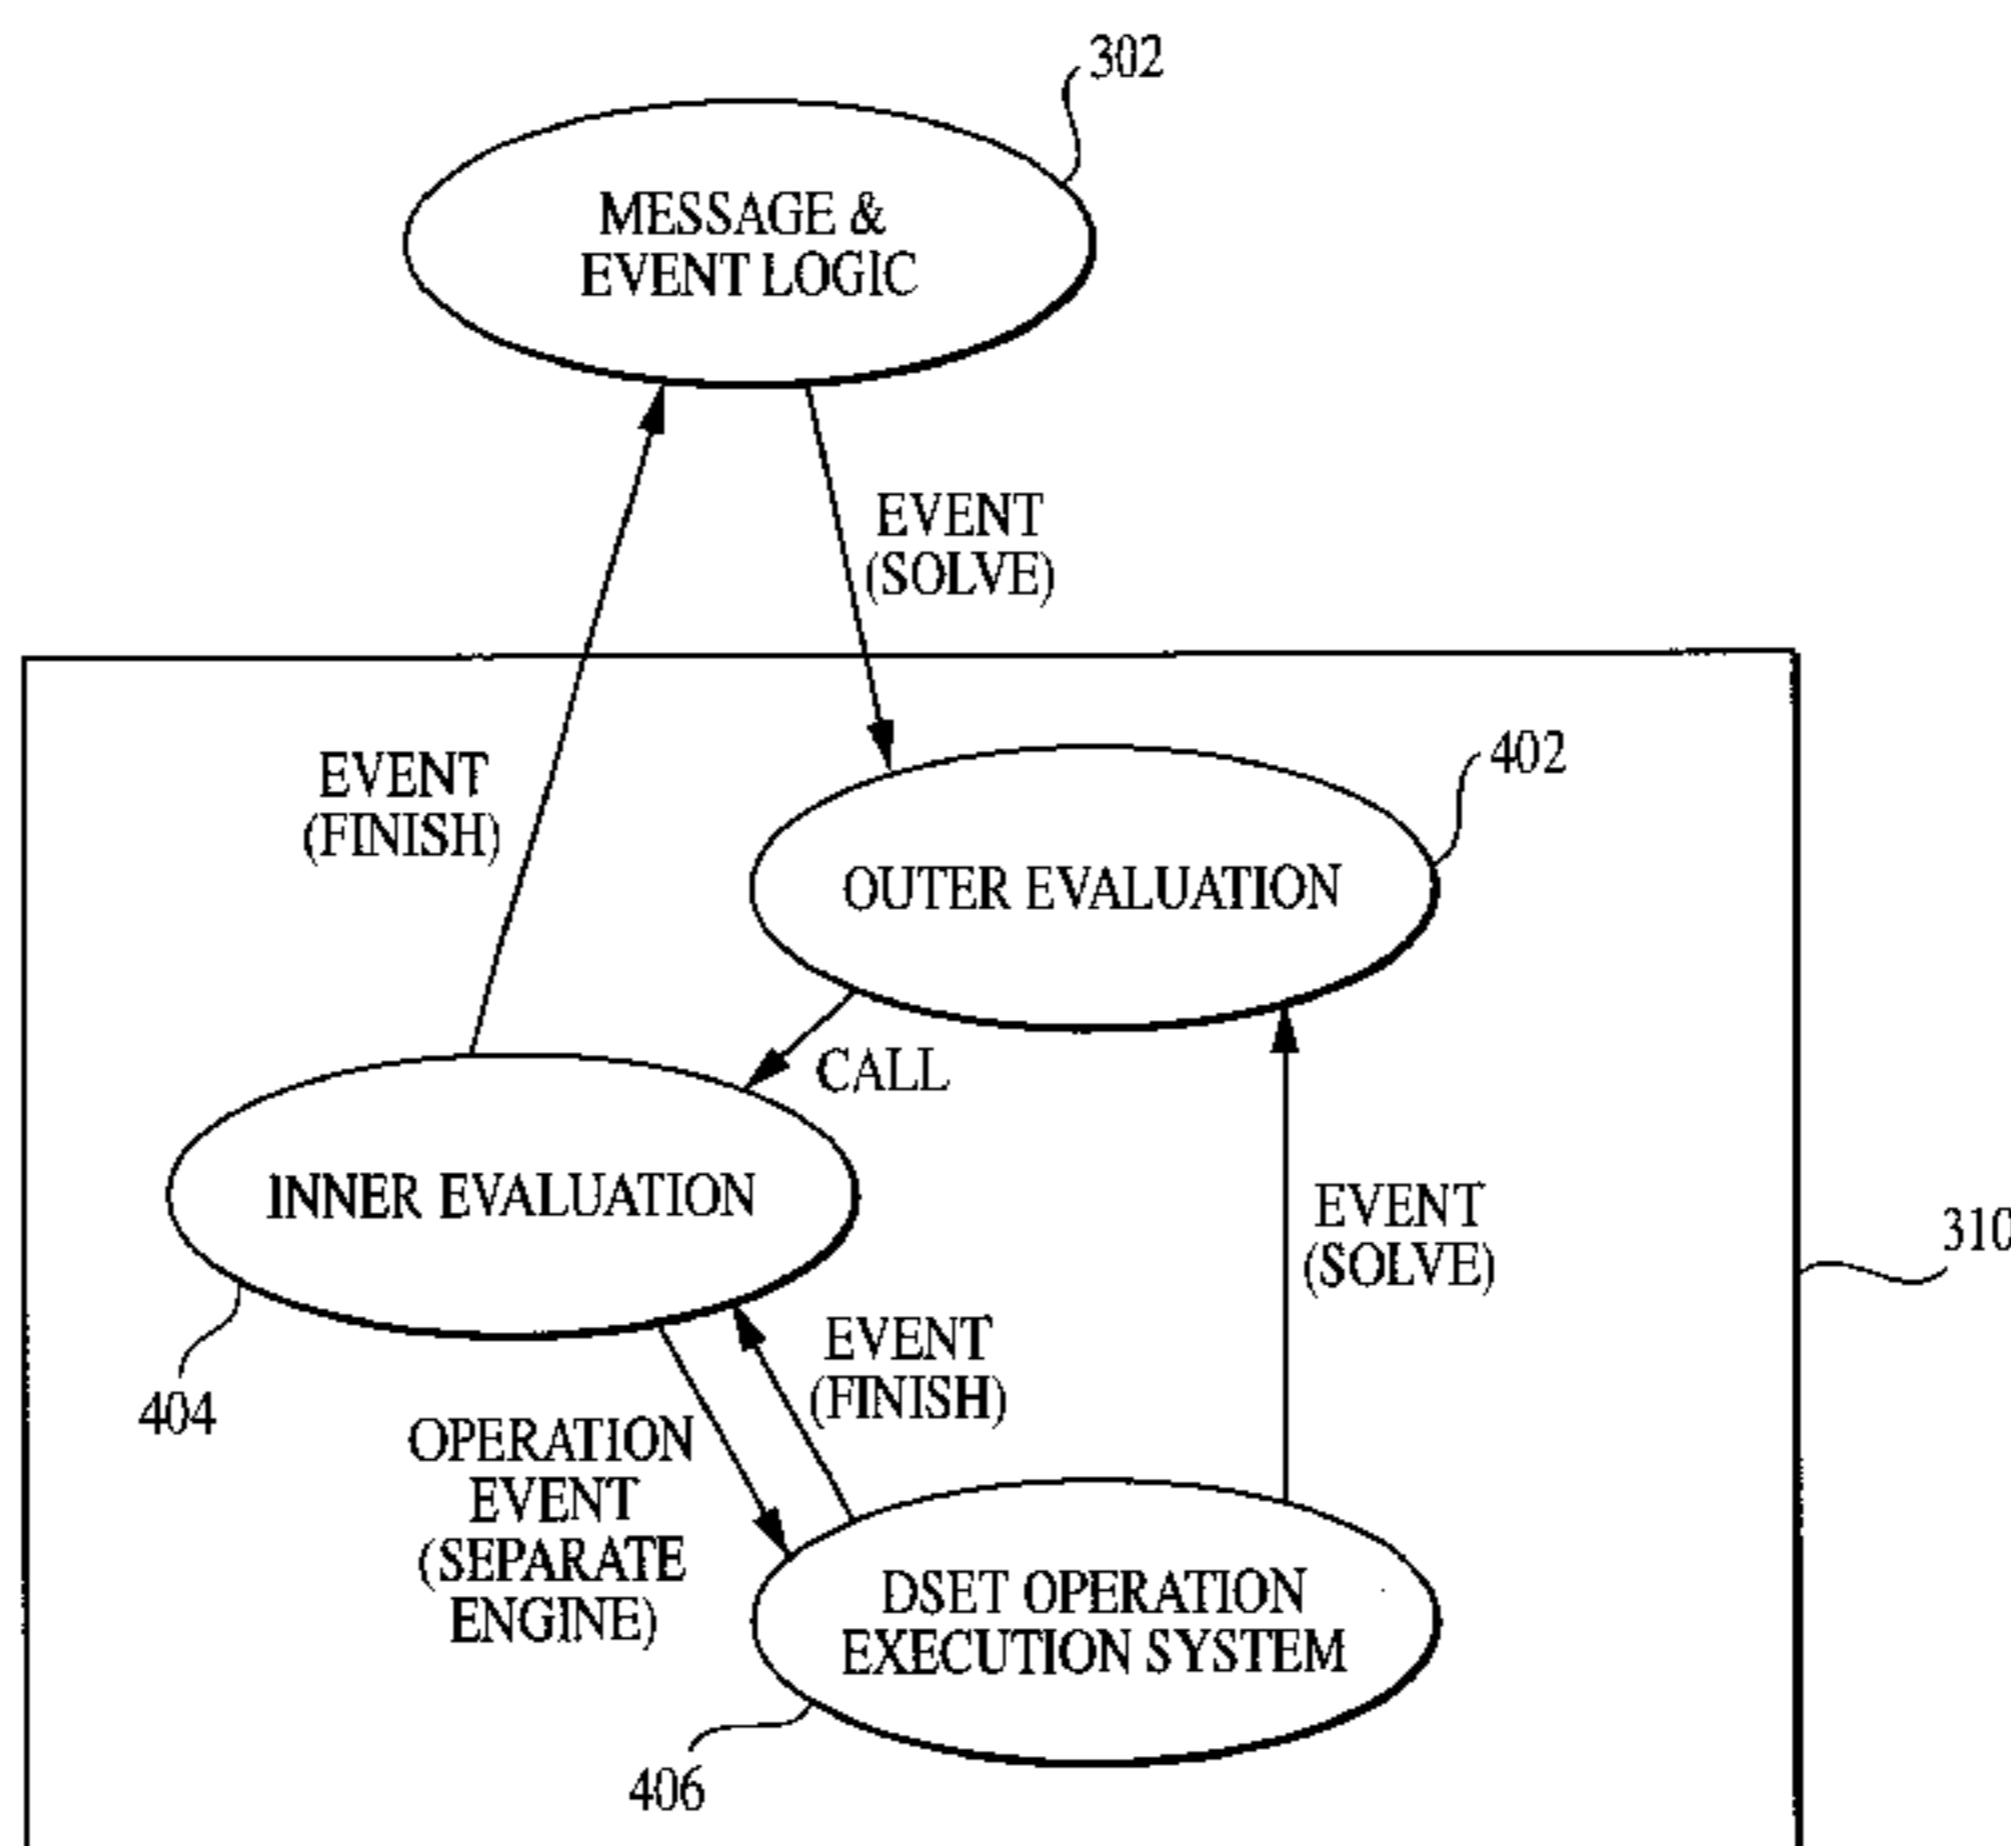 302
MESSAGE &
EVENT LOGIC
EVENT
(SOLVE)
EVENT
(FINISH)
402
OUTER EVALUATION
CALL
INNER EVALUATION
EVENT
(SOLVE)
310
EVENT
(FINISH)
404
OPERATION
EVENT
(SEPARATE
ENGINE)
DSET OPERATION
EXECUTION SYSTEM
406